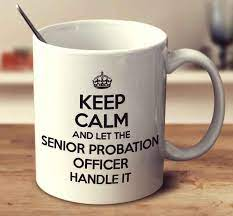 KEEP
CALM
AND LET THE
SENIOR PROBATION
OFFICER
HANDLE IT